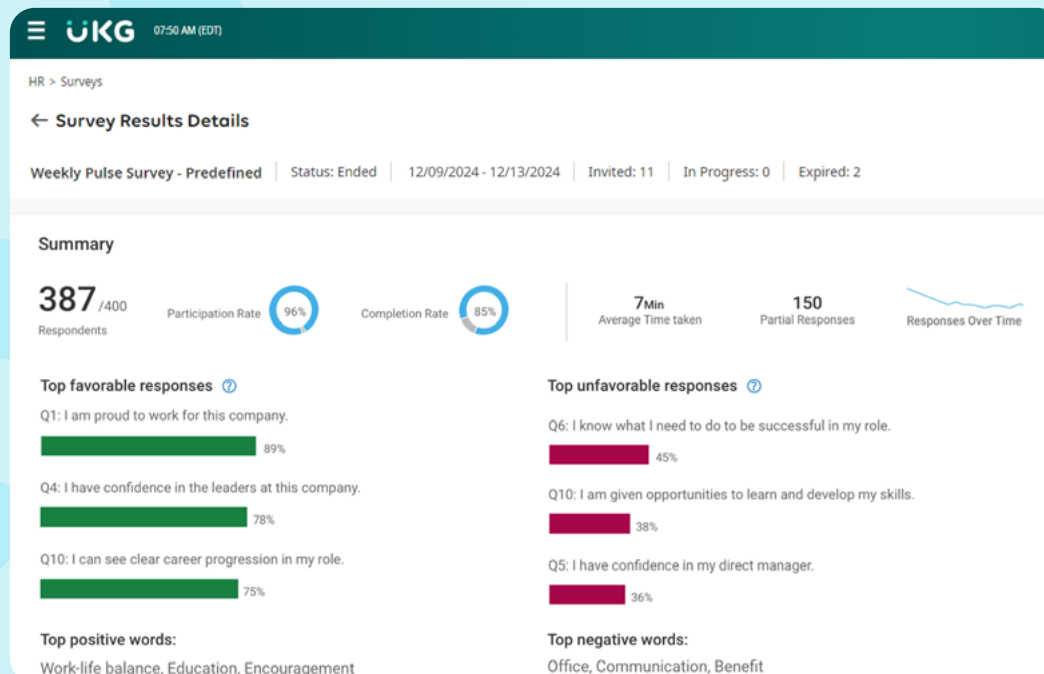 UKG 07:50 AM (EDT)
HR > Surveys
← Survey Results Details
Weekly Pulse Survey - Predefined | Status: Ended | 12/09/2024 - 12/13/2024 | Invited: 11 | In Progress: 0 | Expired: 2
Summary
387 /400
Respondents
Participation Rate 96%
Completion Rate 85%
7Min
Average Time taken
150
Partial Responses
Responses Over Time
Top favorable responses ?
Q1: I am proud to work for this company.
89%
Q4: I have confidence in the leaders at this company.
78%
Q10: I can see clear career progression in my role.
75%
Top positive words:
Work-life balance, Education, Encouragement
Top unfavorable responses ?
Q6: I know what I need to do to be successful in my role.
45%
Q10: I am given opportunities to learn and develop my skills.
38%
Q5: I have confidence in my direct manager.
36%
Top negative words:
Office, Communication, Benefit